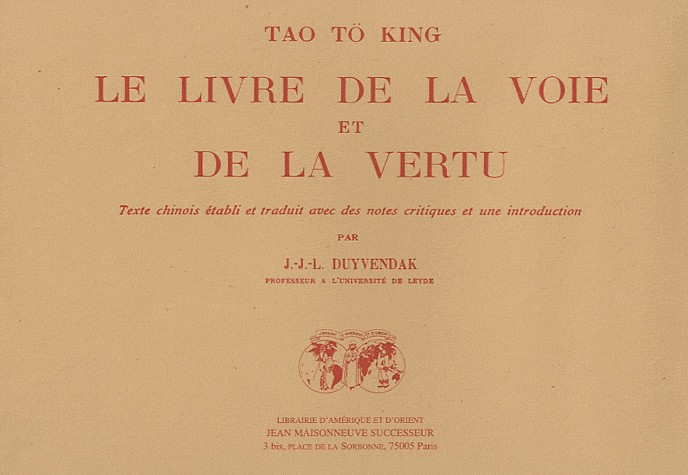 TAO TÖ KING
LE LIVRE DE LA VOIE
ET
DE LA VERTU
Texte chinois établi et traduit avec des notes critiques et une introduction
PAR
J.-J.-L. DUYVENDAK
PROFESSEUR A L'UNIVERSITÉ DE LEYDE
LIBRAIRIE D'AMÉRIQUE ET D'ORIENT
JEAN MAISONNEUVE SUCCESSEUR
3 bis, PLACE DE LA SORBONNE, 75005 Paris